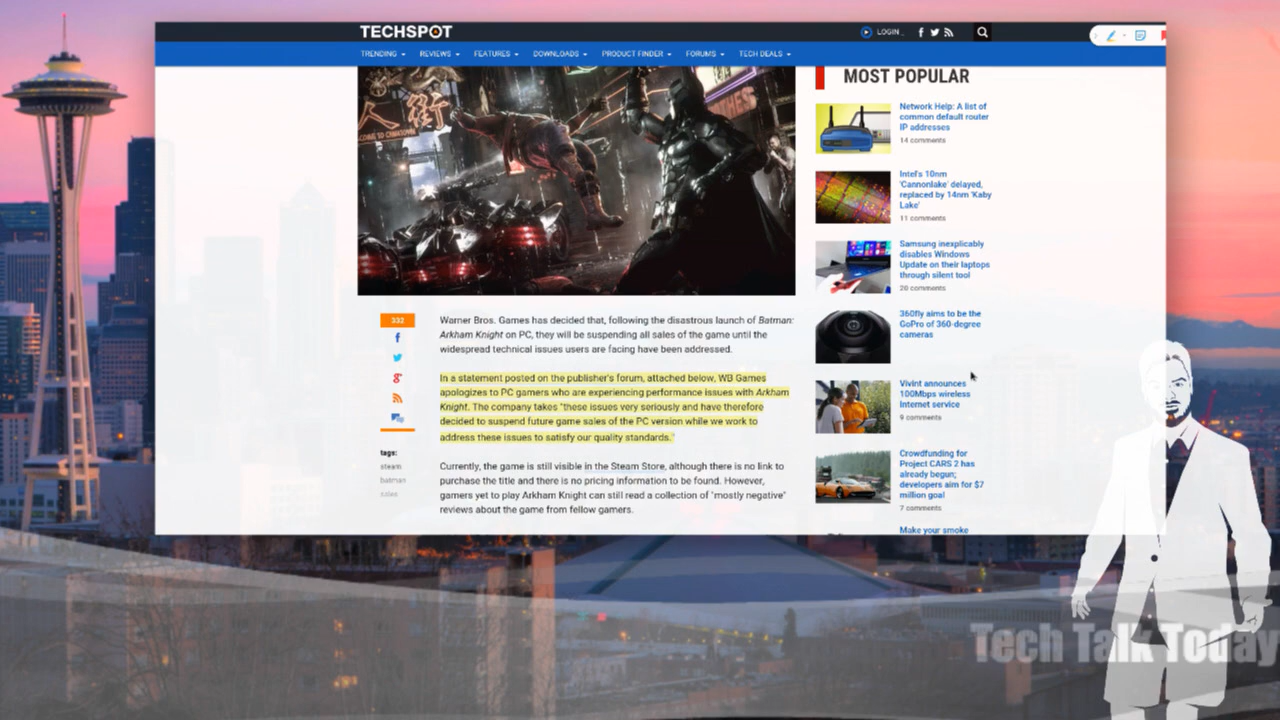 TECHSPOT
LOGIN
TRENDING
REVIEWS
FEATURES
DOWNLOADS
PRODUCT FINDER
FORUMS
TECH DEALS
人街
332
tags:
steam
batman
sales
Warner Bros. Games has decided that, following the disastrous launch of Batman:
Arkham Knight on PC, they will be suspending all sales of the game until the
widespread technical issues users are facing have been addressed.
In a statement posted on the publisher's forum, attached below, WB Games
apologizes to PC gamers who are experiencing performance issues with Arkham
Knight. The company takes "these issues very seriously and have therefore
decided to suspend future game sales of the PC version while we work to
address these issues to satisfy our quality standards."
Currently, the game is still visible in the Steam Store, although there is no link to
purchase the title and there is no pricing information to be found. However,
gamers yet to play Arkham Knight can still read a collection of "mostly negative"
reviews about the game from fellow gamers.
MOST POPULAR
Network Help: A list of
common default router
IP addresses
14 comments
Intel's 10nm
'Cannonlake' delayed,
replaced by 14nm 'Kaby
Lake'
11 comments
Samsung inexplicably
disables Windows
Update on their laptops
through silent tool
20 comments
360fly aims to be the
GoPro of 360-degree
cameras
Vivint announces
100Mbps wireless
Internet service
9 comments
Crowdfunding for
Project CARS 2 has
already begun;
developers aim for $7
million goal
7 comments
Make your smoke
Tech Talk Today